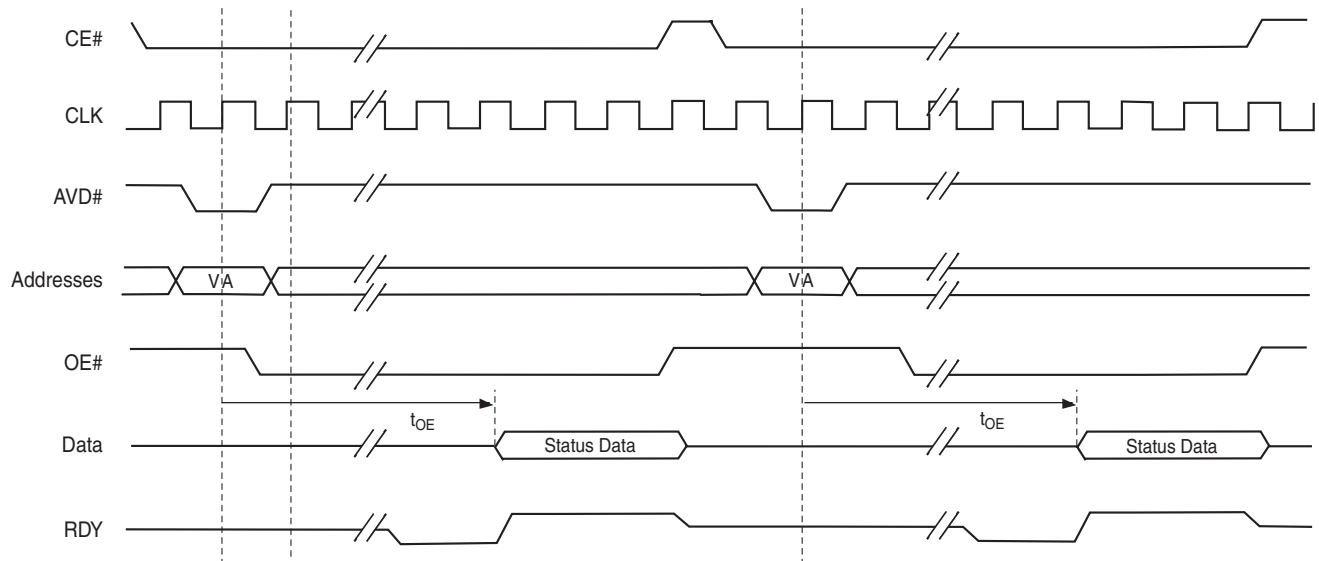 CE#
CLK
AVD#
Addresses
VA
VA
OE#
tOE
tOE
Data
Status Data
Status Data
RDY